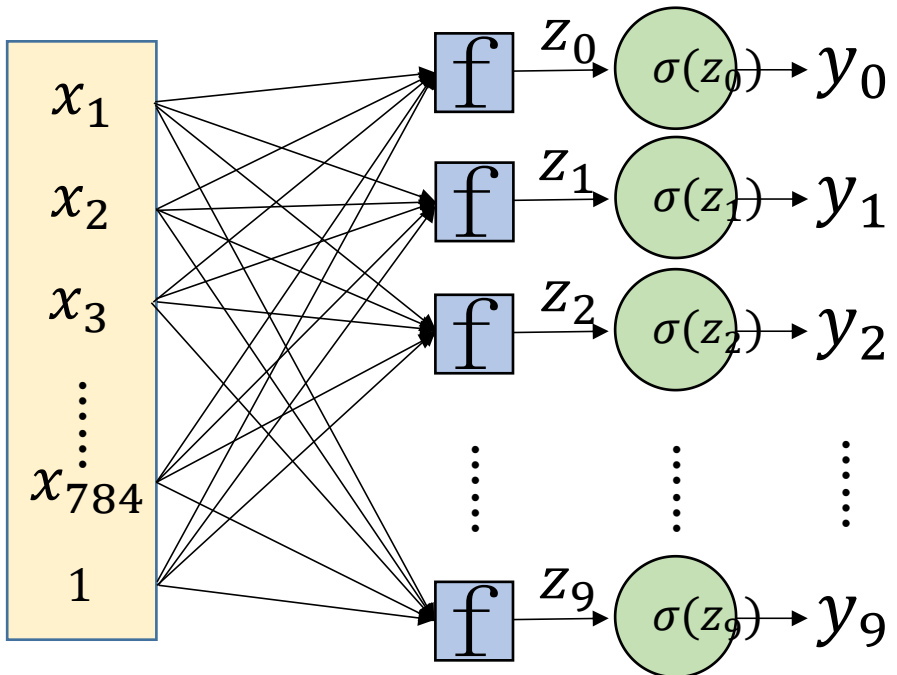 x₁ f z₀ σ(z₀) y₀
x₂ f z₁ σ(z₁) y₁
x₃ f z₂ σ(z₂) y₂
x₇₈₄
1 f z₉ σ(z₉) y₉